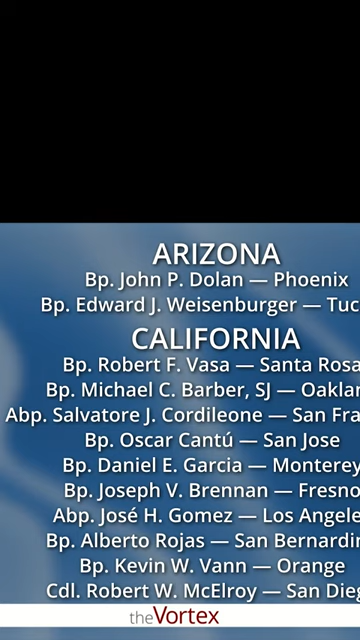 ARIZONA
Bp. John P. Dolan — Phoenix
Bp. Edward J. Weisenburger — Tuc
CALIFORNIA
Bp. Robert F. Vasa — Santa Rosa
Bp. Michael C. Barber, SJ — Oaklan
Abp. Salvatore J. Cordileone — San Fra
Bp. Oscar Cantú — San Jose
Bp. Daniel E. Garcia — Monterey
Bp. Joseph V. Brennan — Fresno
Abp. José H. Gomez — Los Angele
Bp. Alberto Rojas — San Bernardin
Bp. Kevin W. Vann — Orange
Cdl. Robert W. McElroy — San Dieg
theVortex